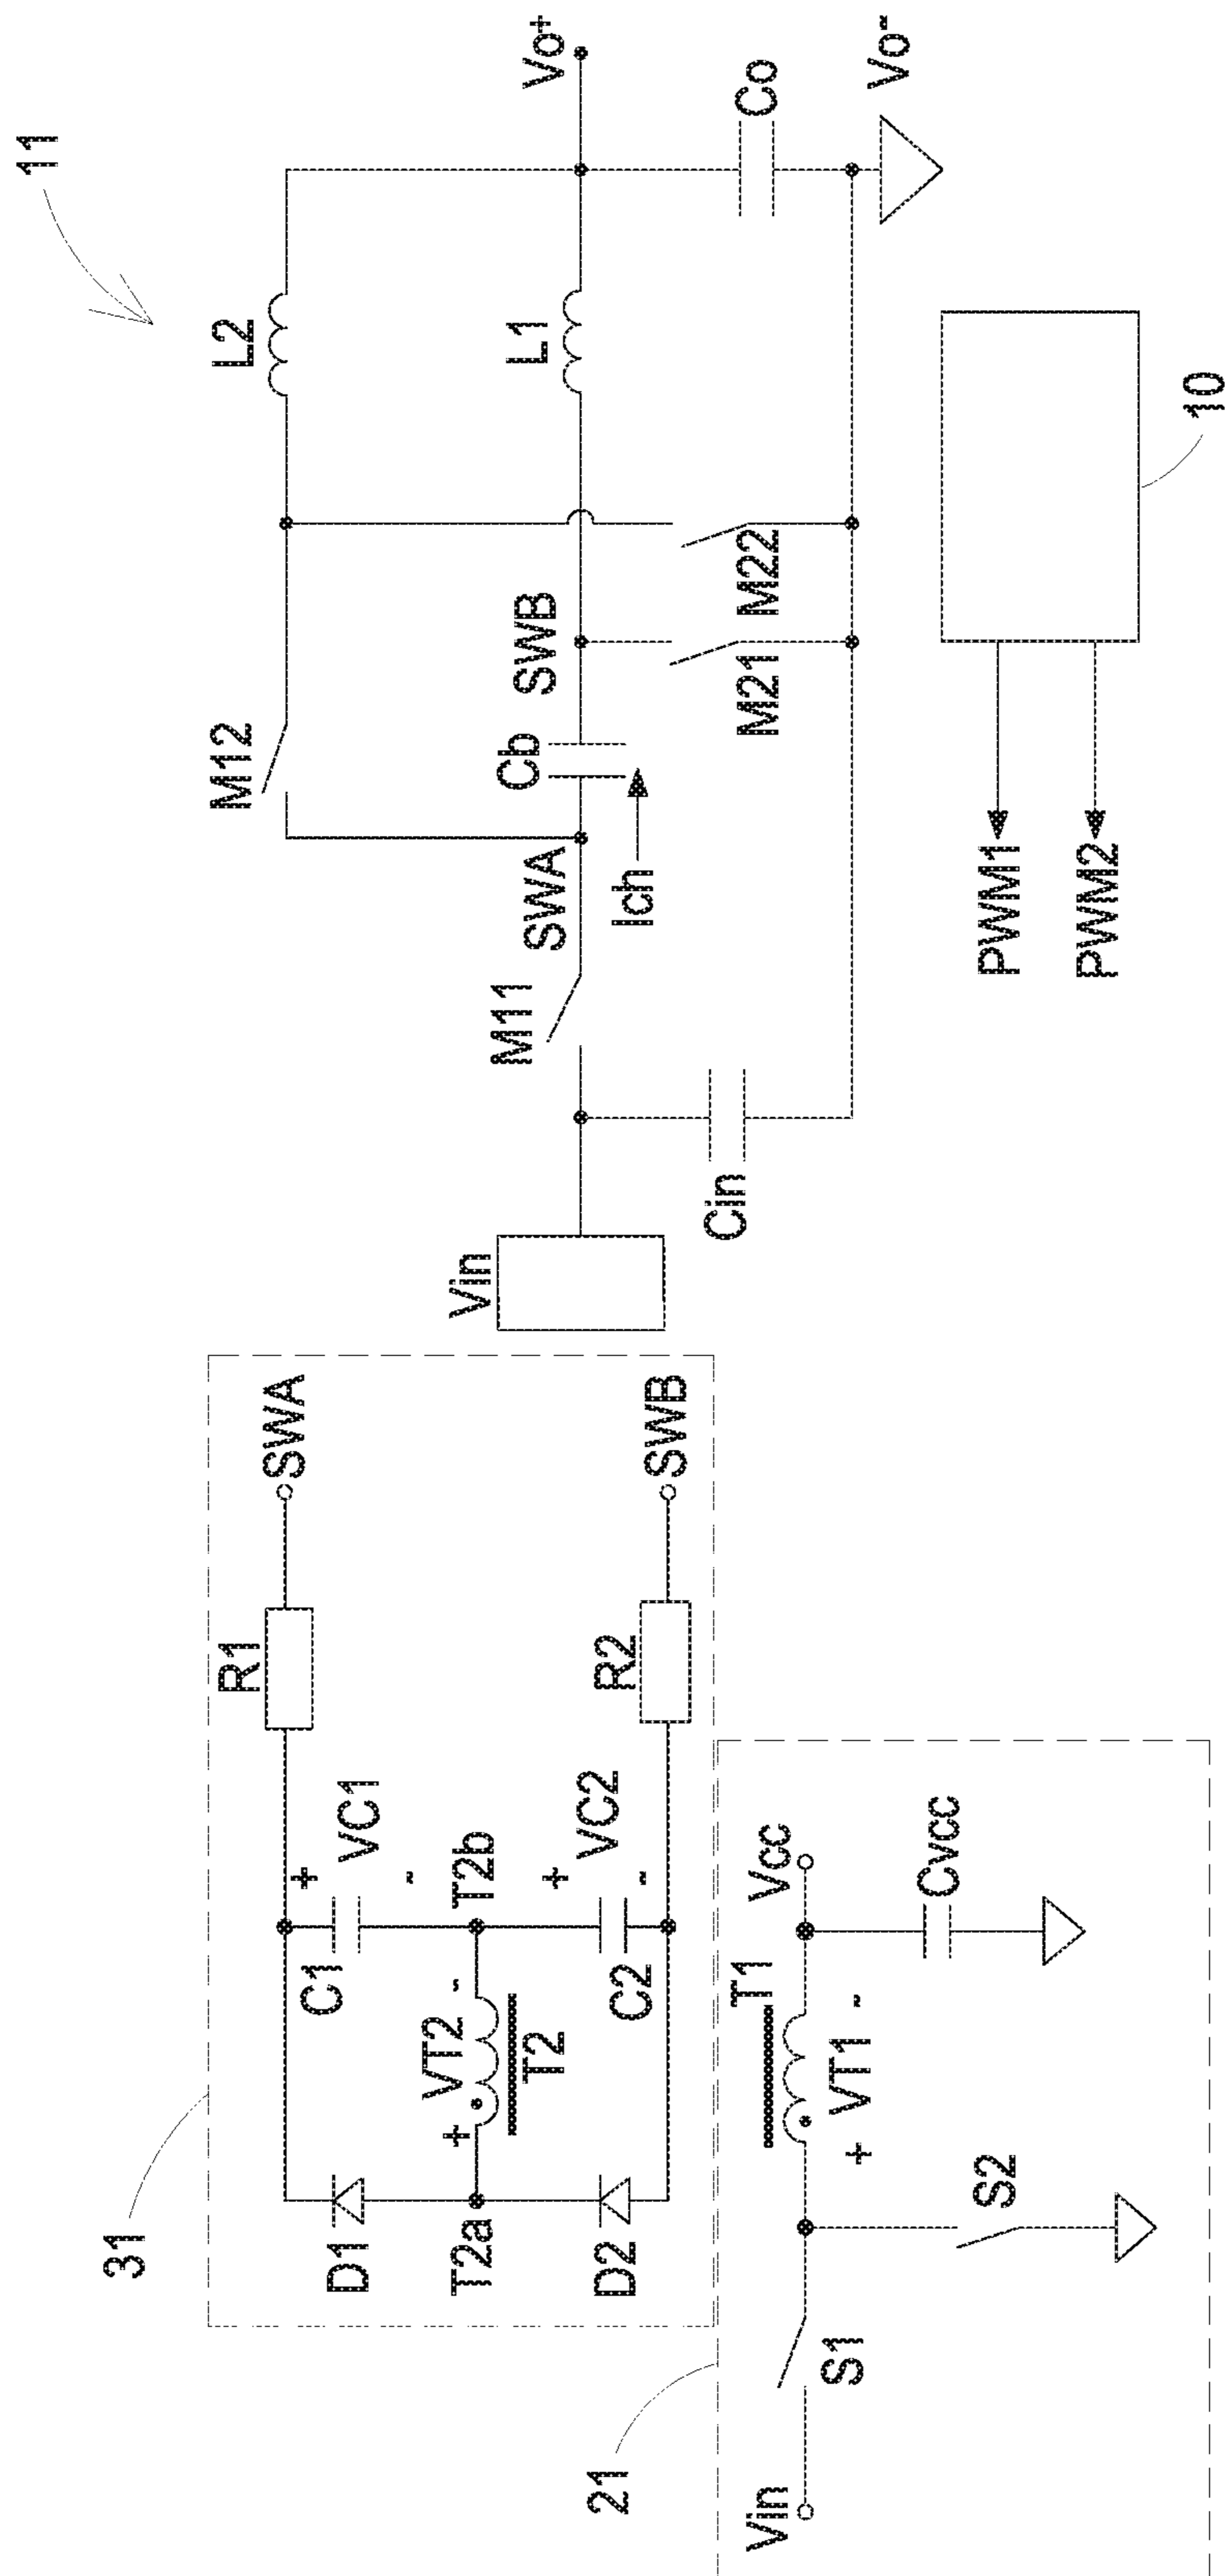 11
L2
M12
Vo+
L1
SWB
Cb
SWA
M11
Vin
Ich
Co
M22
M21
Cin
Vo-
10
PWM1
PWM2
31
SWA
R1
C1
+
VC1
-
D1
T2a
+
VT2
-
T2
T2b
+
VC2
-
C2
D2
R2
SWB
21
Vin
S1
S2
T1
+
VT1
-
Vcc
Cvcc